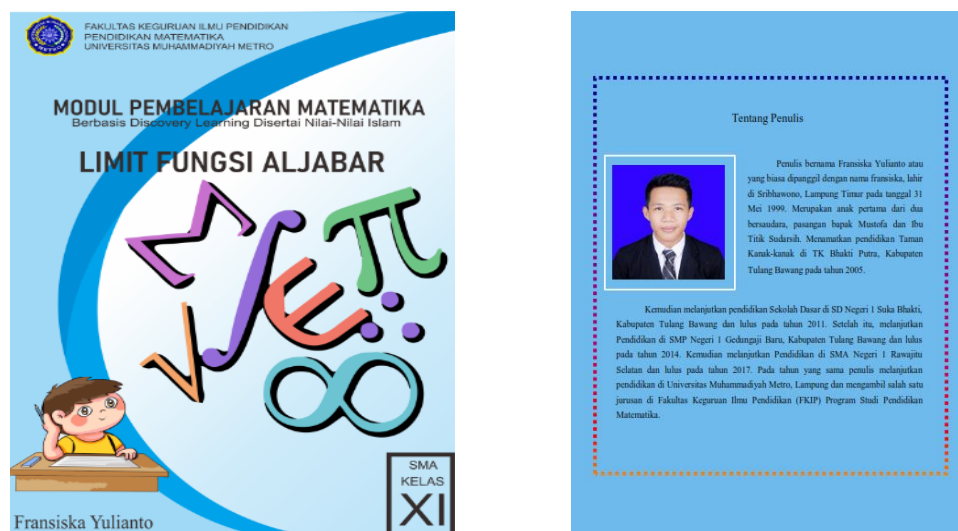 FAKULTAS KEGURUAN ILMU PENDIDIKAN
PENDIDIKAN MATEMATIKA
UNIVERSITAS MUHAMMADIYAH METRO
MODUL PEMBELAJARAN MATEMATIKA
Berbasis Discovery Learning Disertai Nilai-Nilai Islam
LIMIT FUNGSI ALJABAR
SMA
KELAS
XI
Fransiska Yulianto
Tentang Penulis
Penulis bernama Fransiska Yulianto atau
yang biasa dipanggil dengan nama fransiska, lahir
di Sribhawono, Lampung Timur pada tanggal 31
Mei 1999. Merupakan anak pertama dari dua
bersaudara, pasangan bapak Mustofa dan Ibu
Titik Sudarsih. Menamatkan pendidikan Taman
Kanak-kanak di TK Bhakti Putra, Kabupaten
Tulang Bawang pada tahun 2005.
Kemudian melanjutkan pendidikan Sekolah Dasar di SD Negeri 1 Suka Bhakti,
Kabupaten Tulang Bawang dan lulus pada tahun 2011. Setelah itu, melanjutkan
Pendidikan di SMP Negeri 1 Gedungaji Baru, Kabupaten Tulang Bawang dan lulus
pada tahun 2014. Kemudian melanjutkan Pendidikan di SMA Negeri 1 Rawajitu
Selatan dan lulus pada tahun 2017. Pada tahun yang sama penulis melanjutkan
pendidikan di Universitas Muhammadiyah Metro, Lampung dan mengambil salah satu
jurusan di Fakultas Keguruan Ilmu Pendidikan (FKIP) Program Studi Pendidikan
Matematika.